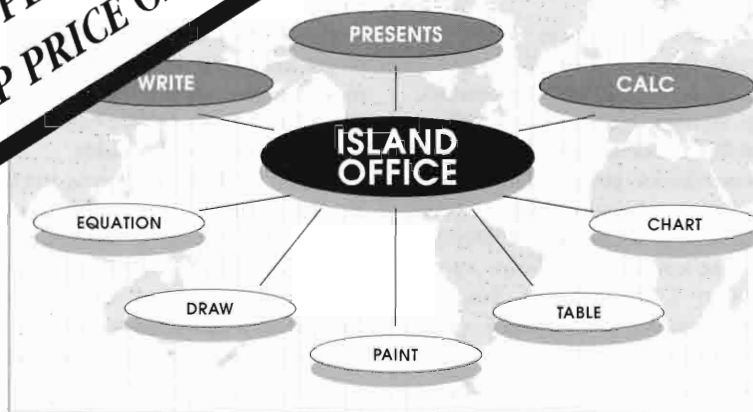 P PRICE O
PRESENTS
WRITE
CALC
ISLAND
OFFICE
EQUATION
CHART
DRAW
TABLE
PAINT